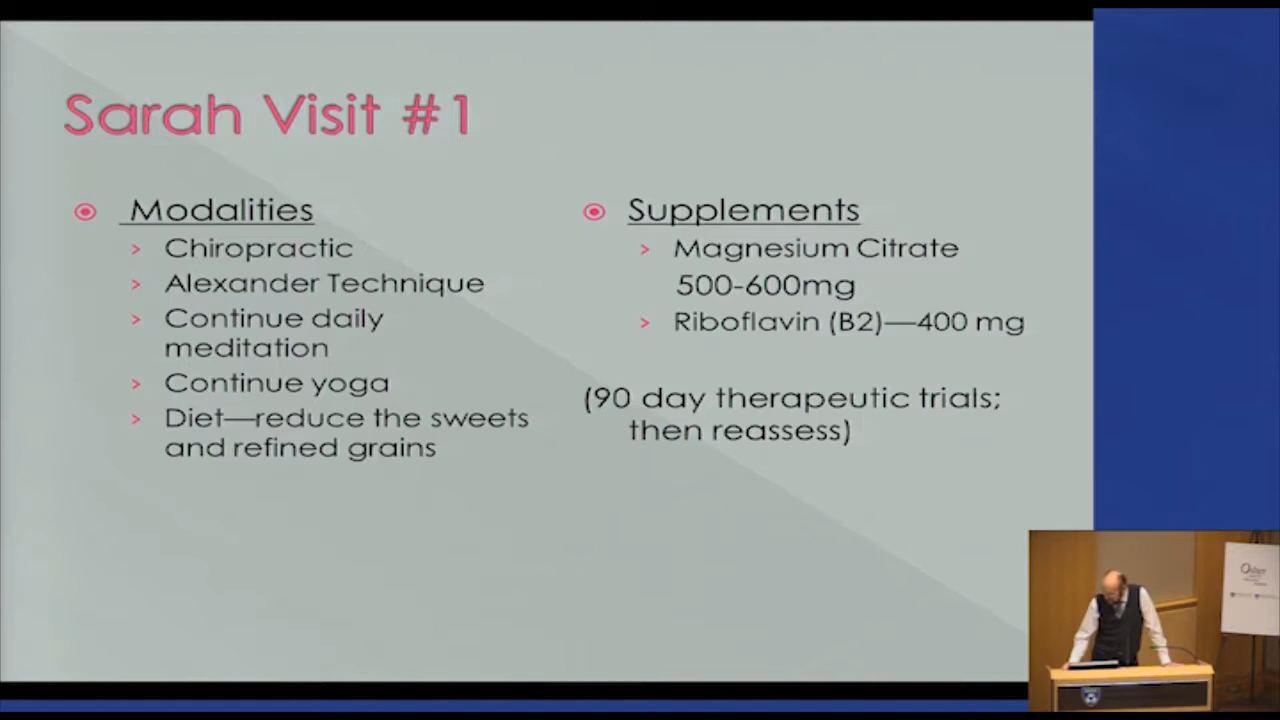 Sarah Visit #1
Modalities
Chiropractic
Alexander Technique
Continue daily
meditation
Continue yoga
Diet—reduce the sweets
and refined grains
Supplements
Magnesium Citrate
500-600mg
Riboflavin (B2)—400 mg
(90 day therapeutic trials;
then reassess)
Osher